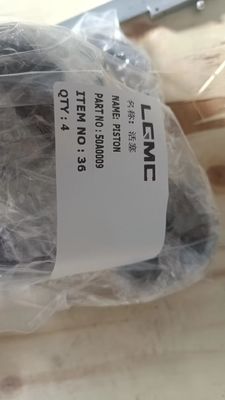 LGMC
名称: 活塞
NAME: PISTON
PART NO : 50A0009
ITEM NO : 36
QTY : 4